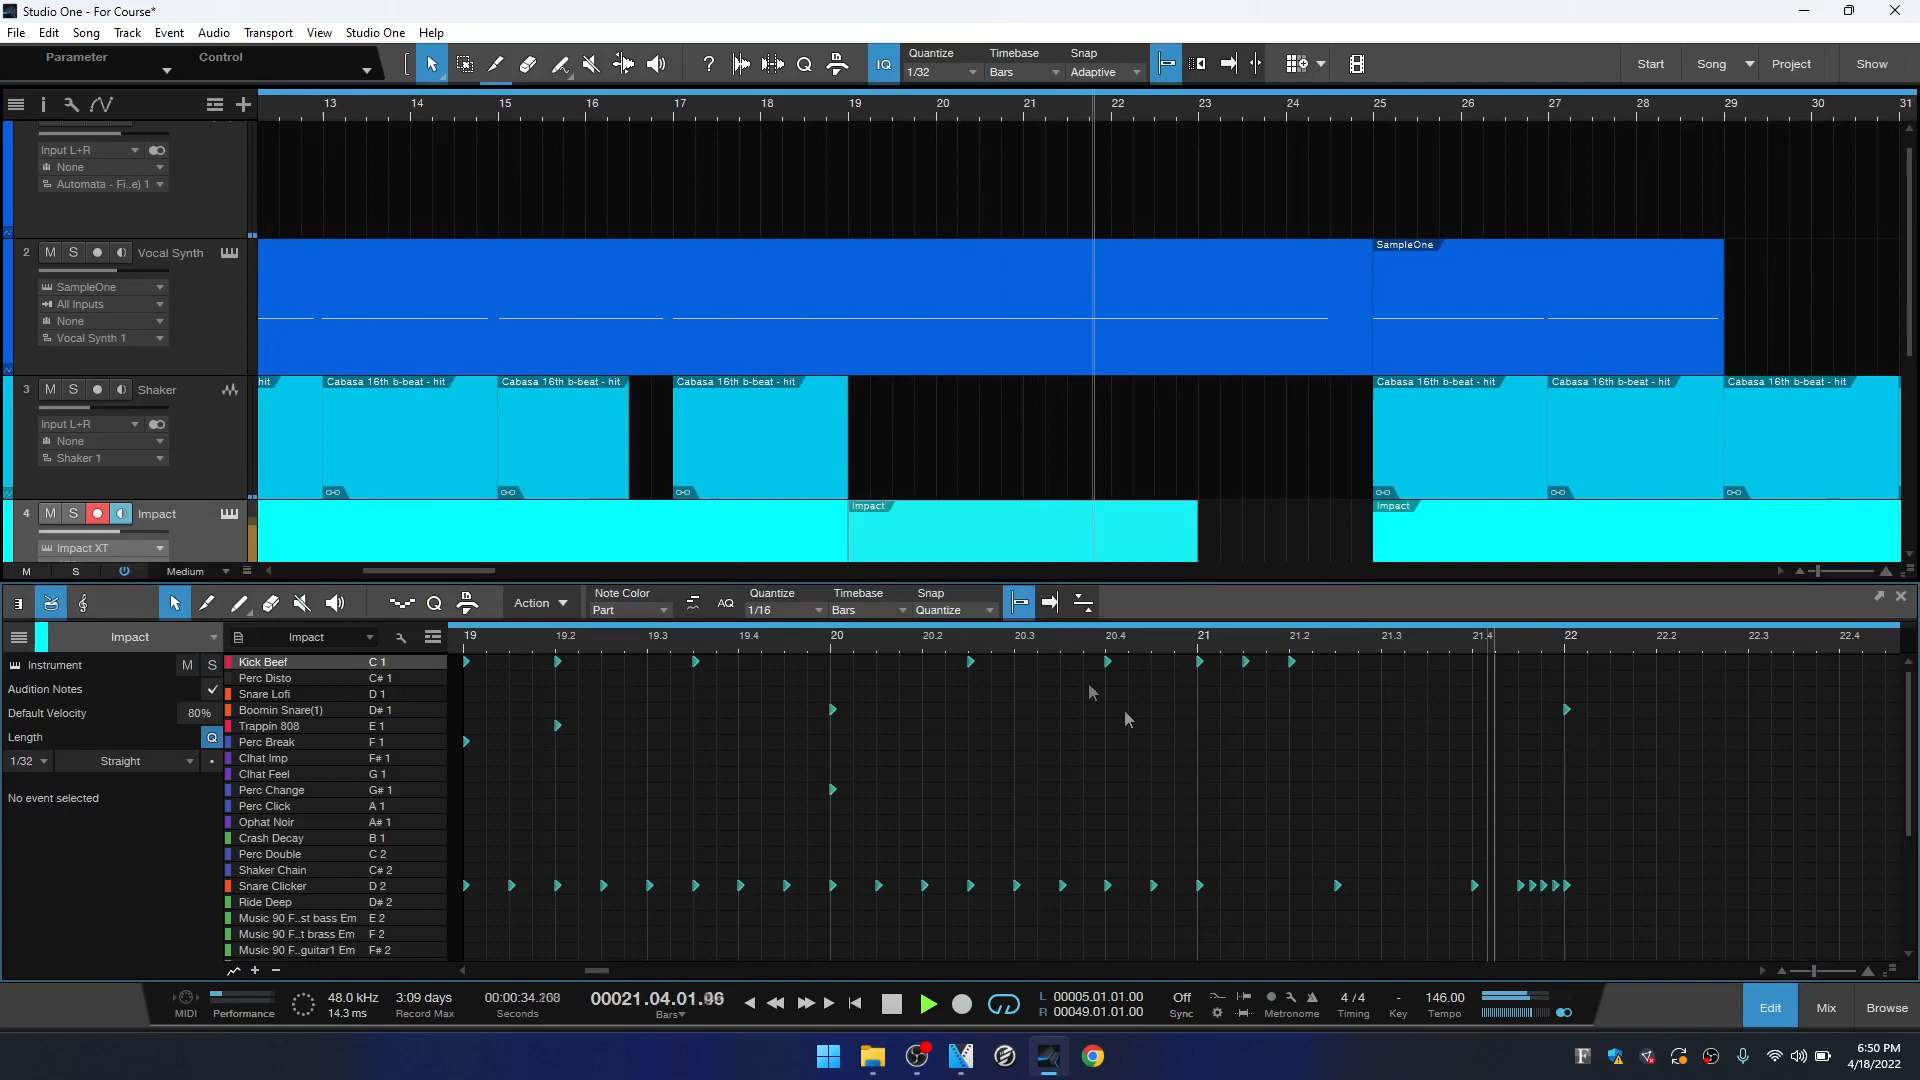 Studio One - For Course*
File Edit Song Track Event Audio Transport View Studio One Help
Parameter Control
IQ Quantize 1/32 Timebase Bars Snap Adaptive
Start Song Project Show
13 14 15 16 17 18 19 20 21 22 23 24 25 26 27 28 29 30 31
Input L+R
None
Automata - Fi..e) 1
2 M S Vocal Synth
SampleOne
All Inputs
None
Vocal Synth 1
SampleOne
3 M S Shaker
Input L+R
None
Shaker 1
hit Cabasa 16th b-beat - hit Cabasa 16th b-beat - hit Cabasa 16th b-beat - hit Cabasa 16th b-beat - hit Cabasa 16th b-beat - hit Cabasa 16th b-beat - hit
4 M S Impact
Impact XT
Impact Impact
M S Medium
Action Note Color Part AQ Quantize 1/16 Timebase Bars Snap Quantize
Impact Impact
19 19.2 19.3 19.4 20 20.2 20.3 20.4 21 21.2 21.3 21.4 22 22.2 22.3 22.4
Instrument M S
Audition Notes
Default Velocity 80%
Length Q
1/32 Straight
No event selected
Kick Beef C 1
Perc Disto C# 1
Snare Lofi D 1
Boomin Snare(1) D# 1
Trappin 808 E 1
Perc Break F 1
Clhat Imp F# 1
Clhat Feel G 1
Perc Change G# 1
Perc Click A 1
Ophat Noir A# 1
Crash Decay B 1
Perc Double C 2
Shaker Chain C# 2
Snare Clicker D 2
Ride Deep D# 2
Music 90 F..st bass Em E 2
Music 90 F..t brass Em F 2
Music 90 F..guitar1 Em F# 2
MIDI Performance
48.0 kHz
14.3 ms
3:09 days
Record Max
Seconds
Bars
L 00005.01.01.00
R 00049.01.01.00
Off
Sync
Metronome
4 / 4
Timing
-
Key
146.00
Tempo
Edit Mix Browse
6:50 PM
4/18/2022